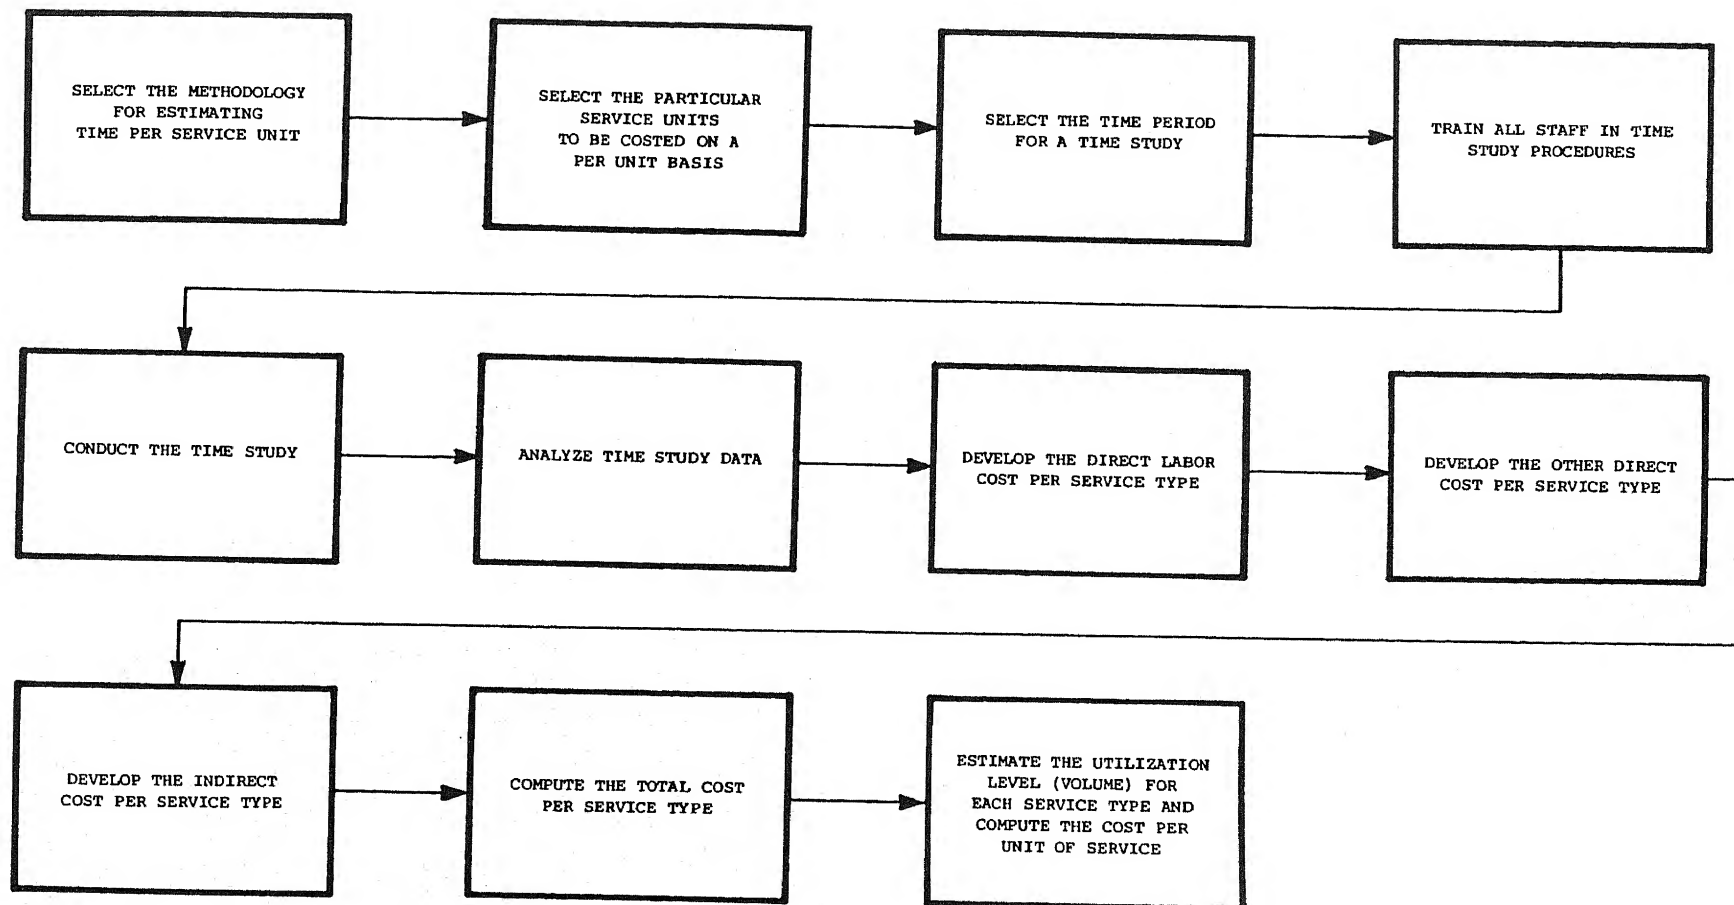 SELECT THE METHODOLOGY
FOR ESTIMATING
TIME PER SERVICE UNIT
SELECT THE PARTICULAR
SERVICE UNITS
TO BE COSTED ON A
PER UNIT BASIS
SELECT THE TIME PERIOD
FOR A TIME STUDY
TRAIN ALL STAFF IN TIME
STUDY PROCEDURES
CONDUCT THE TIME STUDY
ANALYZE TIME STUDY DATA
DEVELOP THE DIRECT LABOR
COST PER SERVICE TYPE
DEVELOP THE OTHER DIRECT
COST PER SERVICE TYPE
DEVELOP THE INDIRECT
COST PER SERVICE TYPE
COMPUTE THE TOTAL COST
PER SERVICE TYPE
ESTIMATE THE UTILIZATION
LEVEL (VOLUME) FOR
EACH SERVICE TYPE AND
COMPUTE THE COST PER
UNIT OF SERVICE